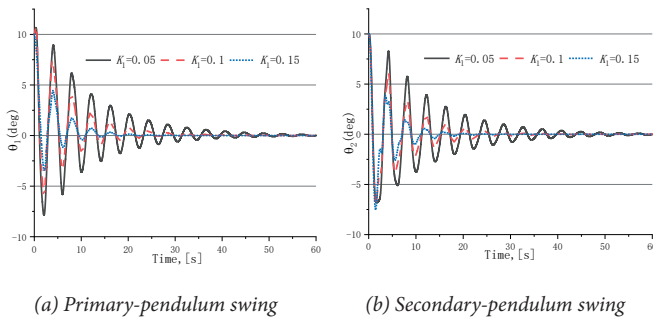 10
5
0
-5
-10
θ1(deg)
K1=0.05 K1=0.1 K1=0.15
0 10 20 30 40 50 60
Time,[s]
(a) Primary-pendulum swing
10
5
0
-5
-10
θ2(deg)
K1=0.05 K1=0.1 K1=0.15
0 10 20 30 40 50 60
Time,[s]
(b) Secondary-pendulum swing